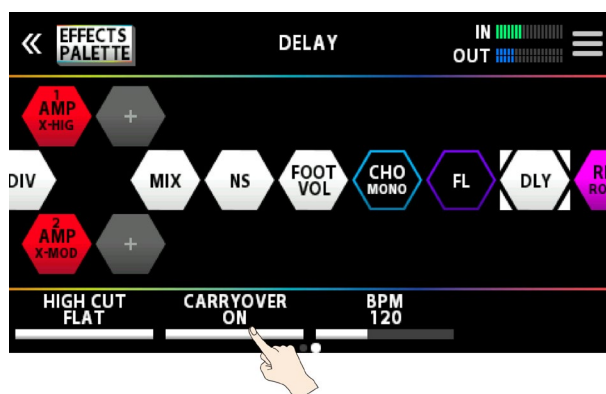 EFFECTS
PALETTE
DELAY
IN
OUT
1
AMP
X-HIG
+
DIV
MIX
NS
FOOT
VOL
CHO
MONO
FL
DLY
R
RO
2
AMP
X-MOD
+
HIGH CUT
FLAT
CARRYOVER
ON
BPM
120